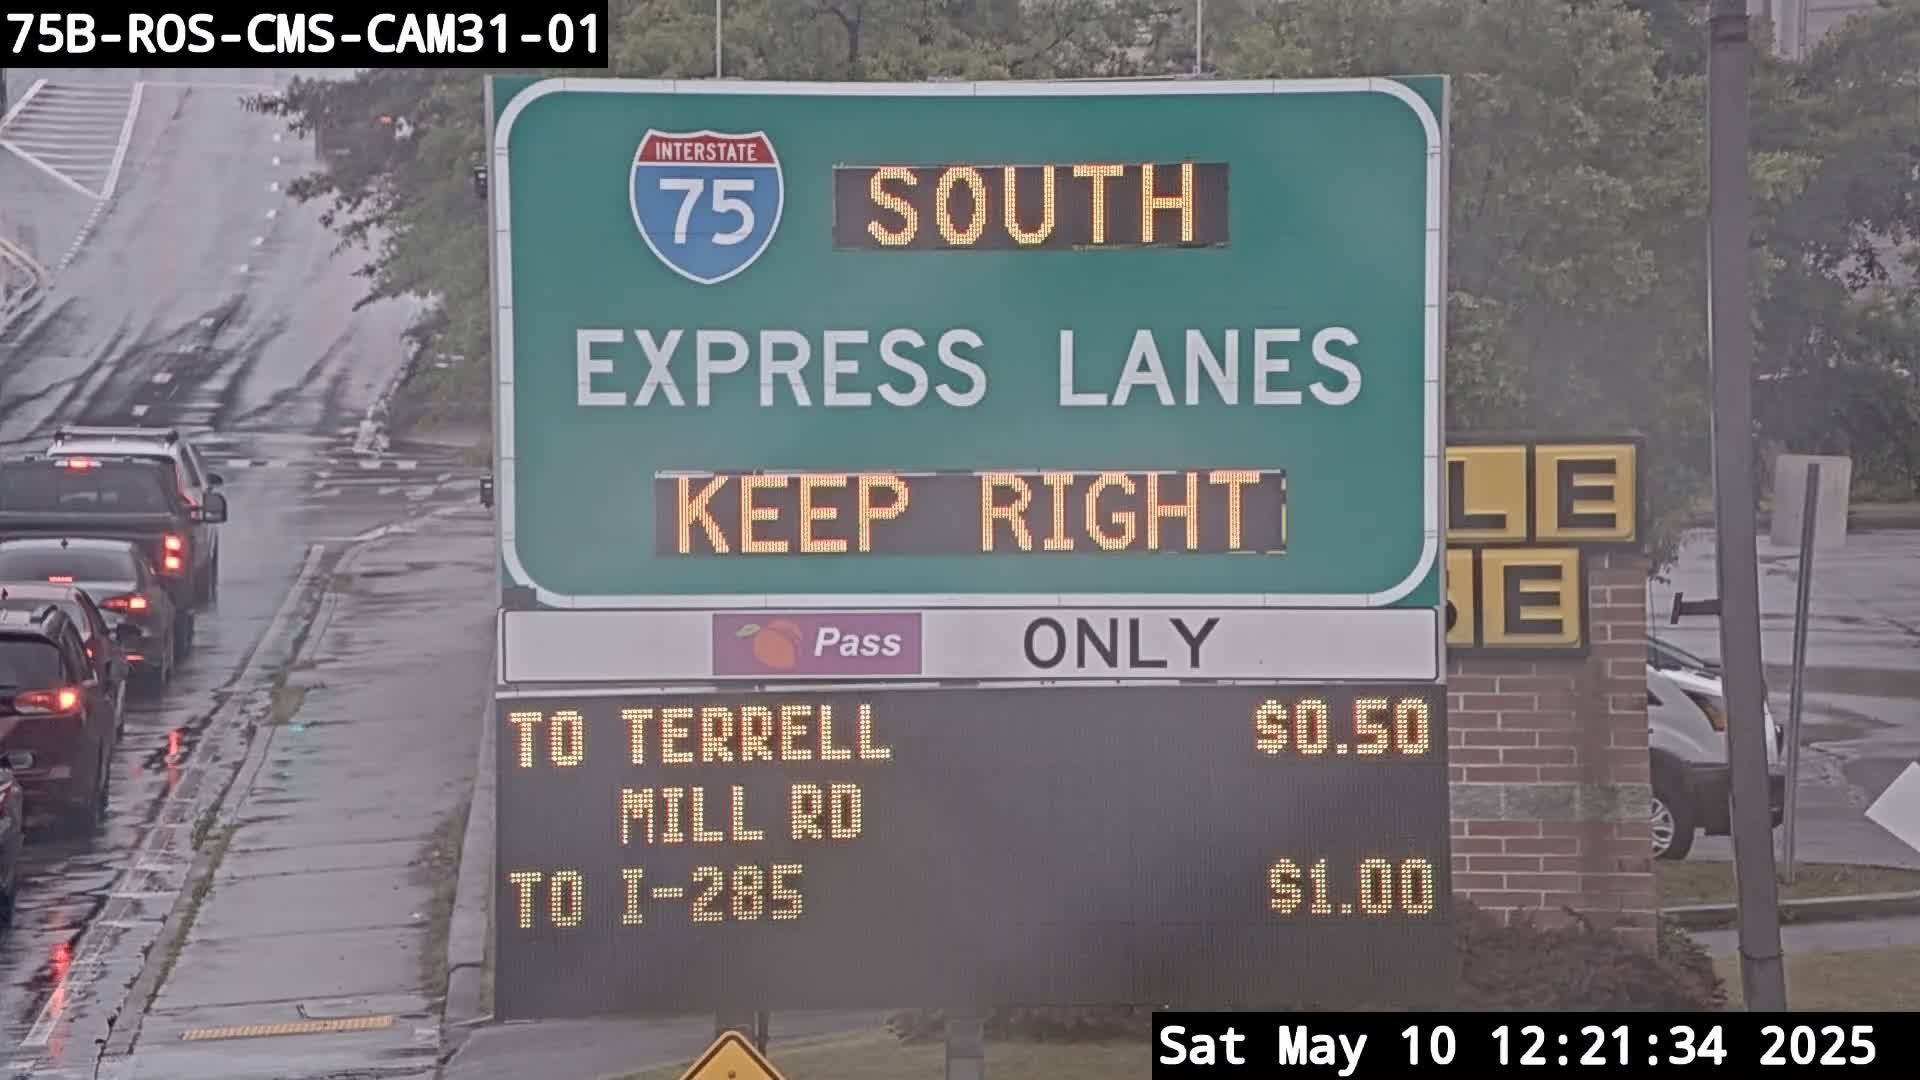 75B-ROS-CMS-CAM31-01
INTERSTATE
75
SOUTH
EXPRESS LANES
KEEP RIGHT
Pass ONLY
TO TERRELL $0.50
MILL RD
TO I-285 $1.00
LE
E
Sat May 10 12:21:34 2025